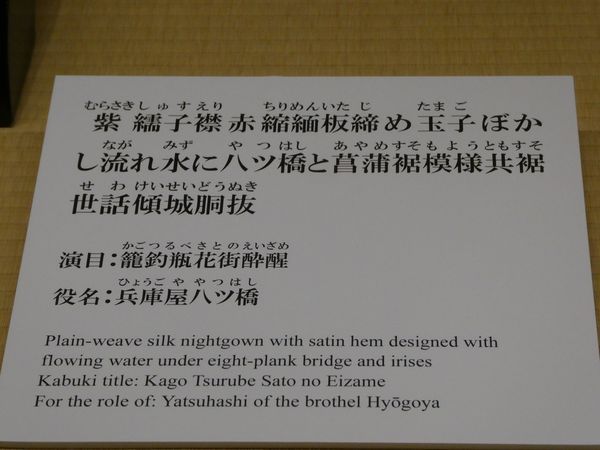 むらさきしゅすえり ちりめんいたじ たまご
紫繻子襟赤縮緬板締め玉子ぼか
なが みず やつはし あやめすそもようともすそ
し流れ水に八ツ橋と菖蒲裾模様共裾
せわけいせいどうぬき
世話傾城胴抜
かごつるべさとのえいざめ
演目：籠釣瓶花街酔醒
ひょうごややつはし
役名：兵庫屋八ツ橋
Plain-weave silk nightgown with satin hem designed with
flowing water under eight-plank bridge and irises
Kabuki title: Kago Tsurube Sato no Eizame
For the role of: Yatsuhashi of the brothel Hyōgoya